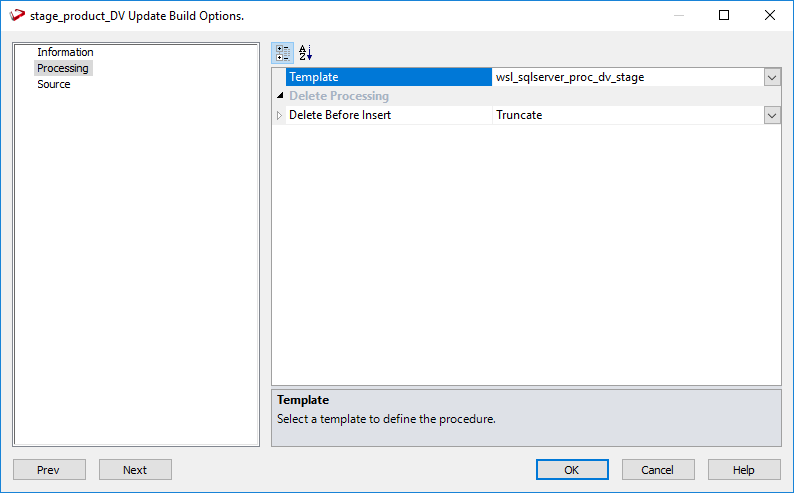 stage_product_DV Update Build Options.
Information
Processing
Source
A
Z
Template wsl_sqlserver_proc_dv_stage
Delete Processing
Delete Before Insert Truncate
Template
Select a template to define the procedure.
Prev Next OK Cancel Help